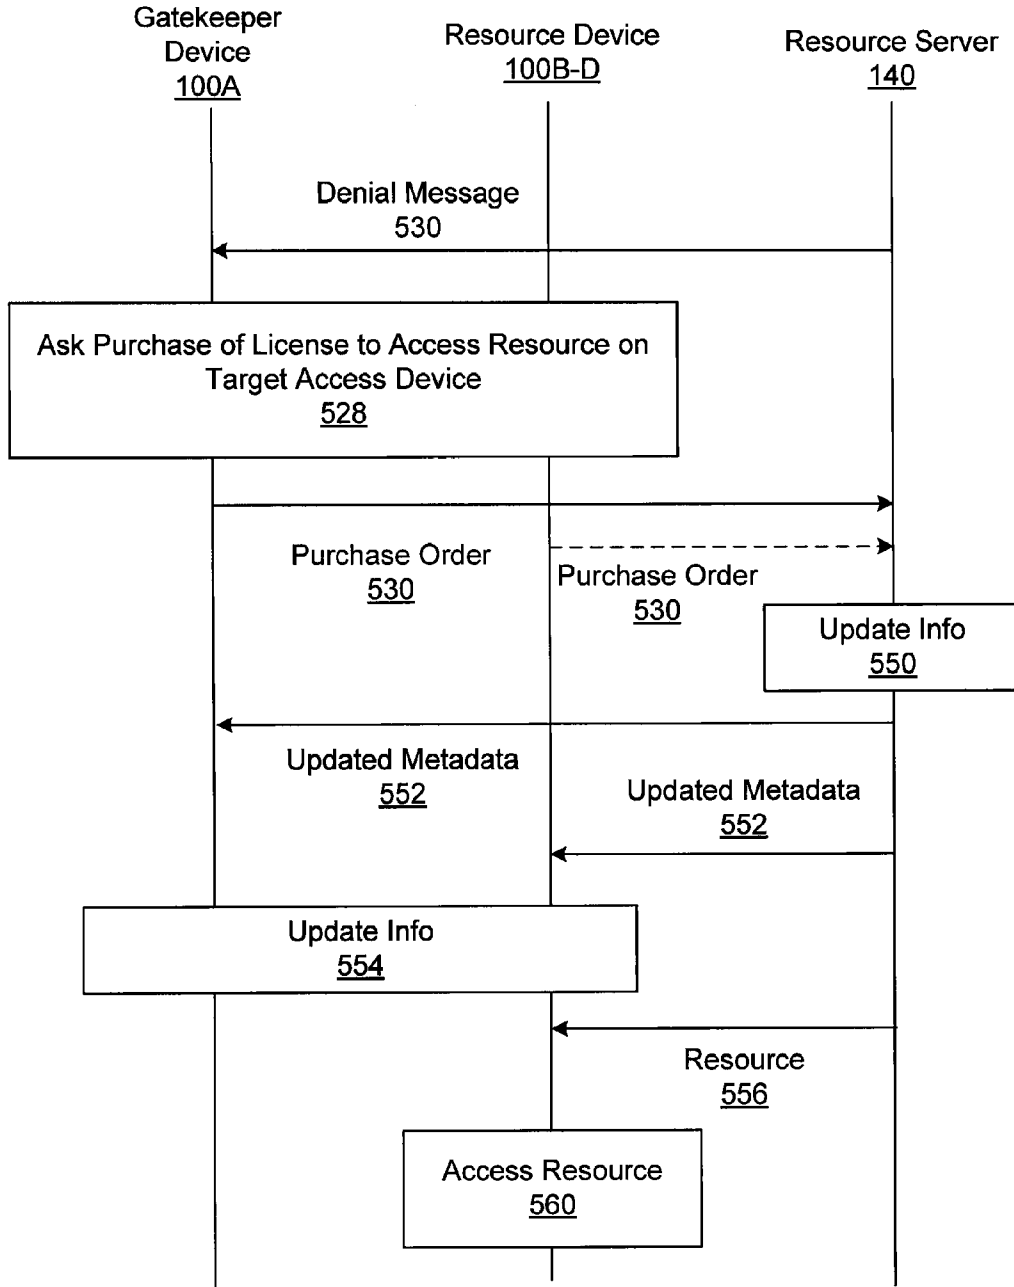 Gatekeeper
Device
100A
Resource Device
100B-D
Resource Server
140
Denial Message
530
Ask Purchase of License to Access Resource on
Target Access Device
528
Purchase Order
530
Purchase Order
530
Update Info
550
Updated Metadata
552
Updated Metadata
552
Update Info
554
Resource
556
Access Resource
560